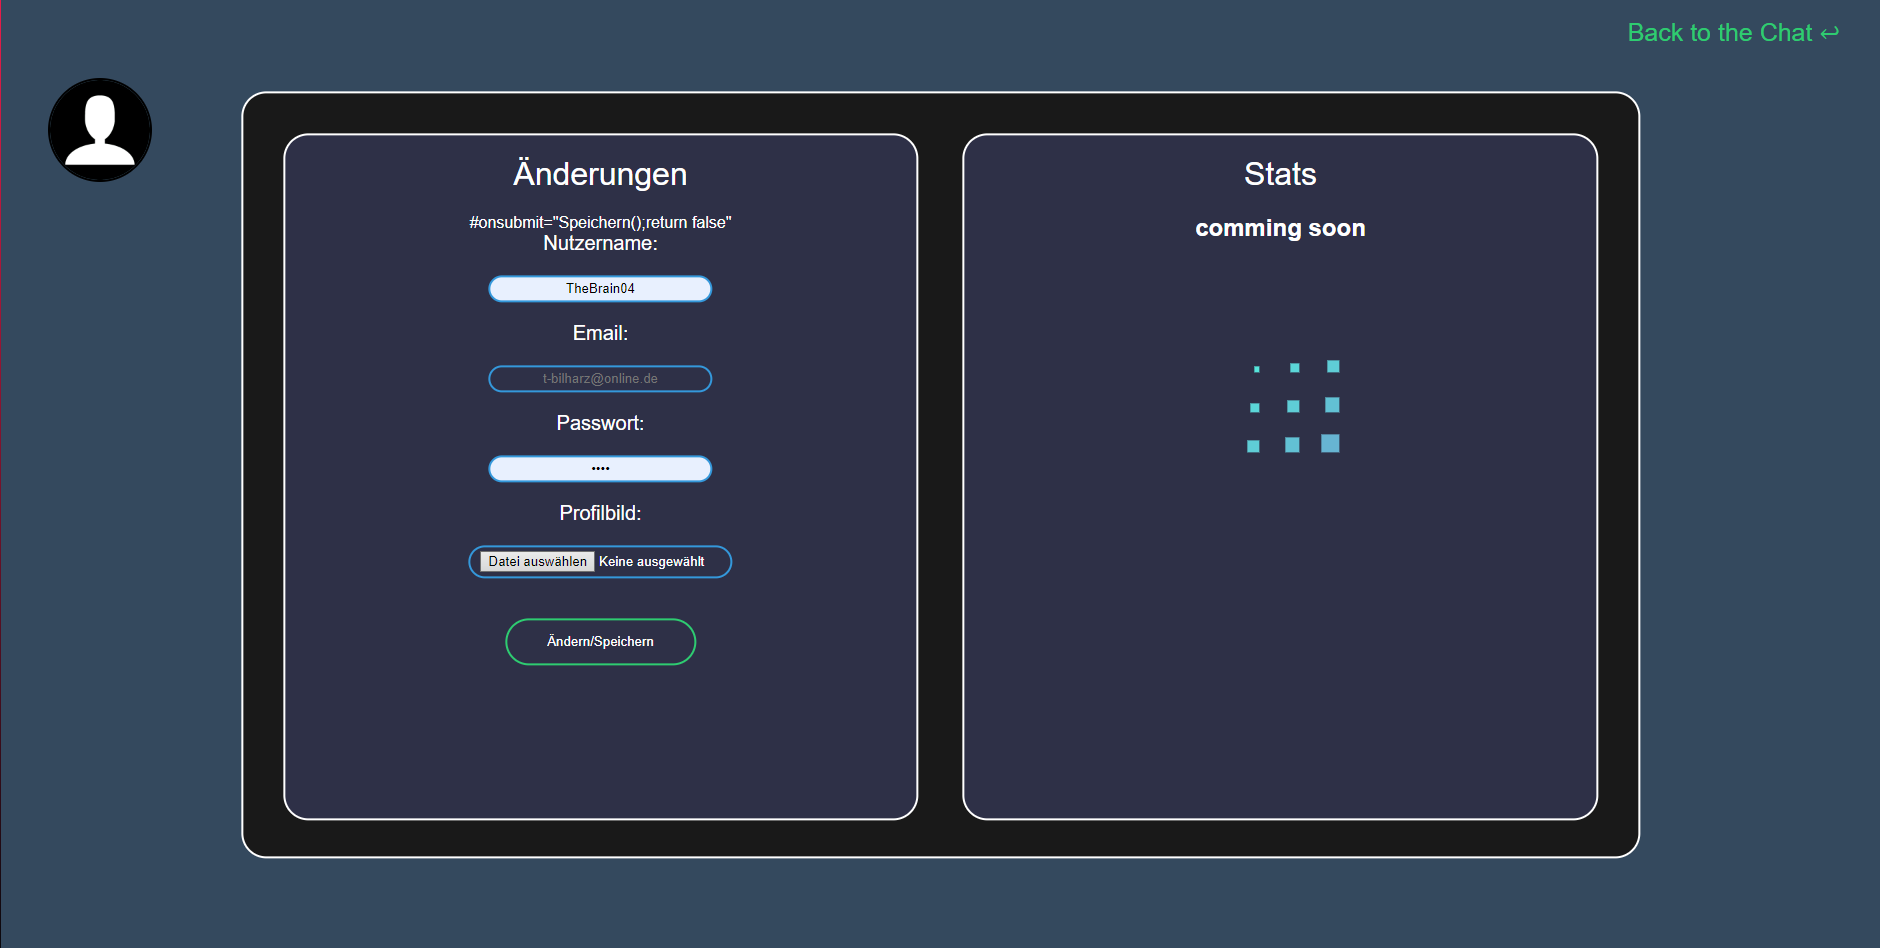 Back to the Chat ↩
Änderungen
#onsubmit="Speichern();return false"
Nutzername:
TheBrain04
Email:
t-bilharz@online.de
Passwort:
••••
Profilbild:
Datei auswählen Keine ausgewählt
Ändern/Speichern
Stats
comming soon